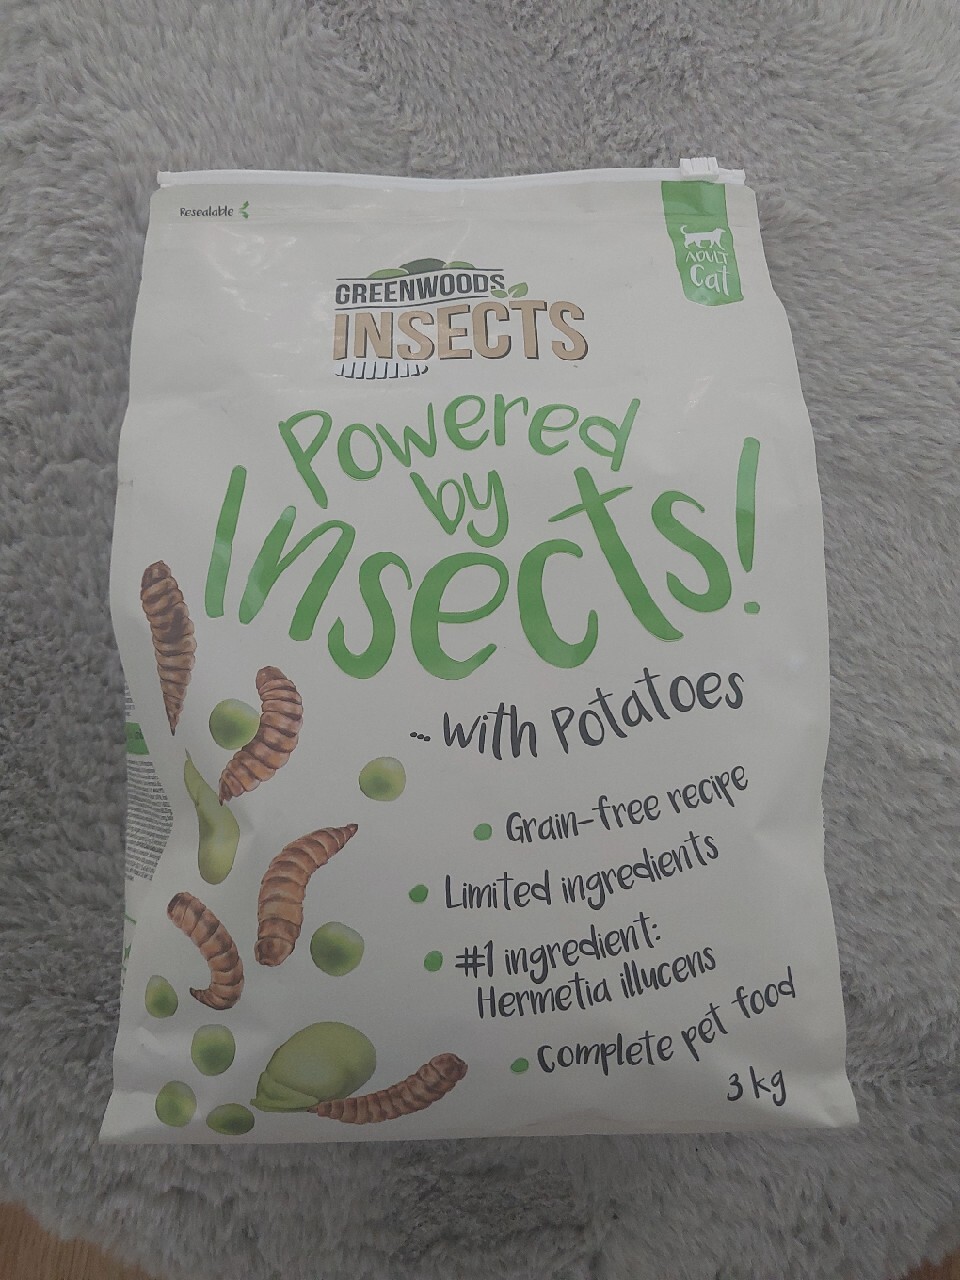 Resealable
ADULT
Cat
GREENWOODS
INSECTS
Powered
by
Insects!
... with Potatoes
Grain-free recipe
Limited ingredients
#1 ingredient:
Hermetia illucens
Complete pet food
3 kg